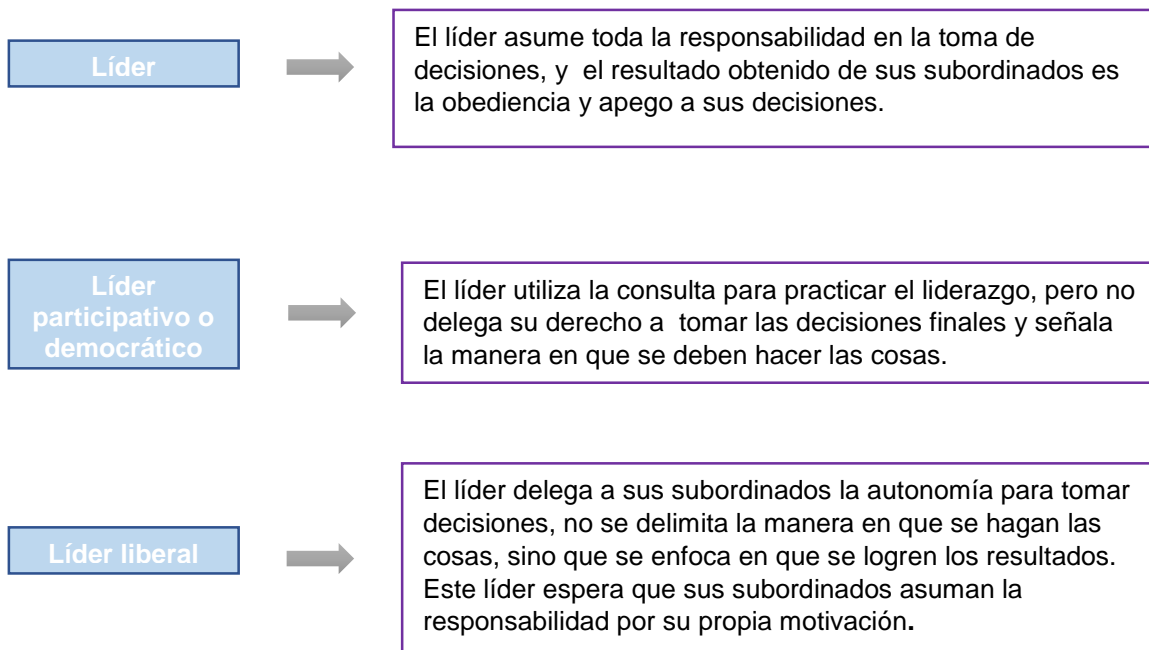 Líder
El líder asume toda la responsabilidad en la toma de
decisiones, y  el resultado obtenido de sus subordinados es
la obediencia y apego a sus decisiones.
Líder
participativo o
democrático
El líder utiliza la consulta para practicar el liderazgo, pero no
delega su derecho a  tomar las decisiones finales y señala
la manera en que se deben hacer las cosas.
Líder liberal
El líder delega a sus subordinados la autonomía para tomar
decisiones, no se delimita la manera en que se hagan las
cosas, sino que se enfoca en que se logren los resultados.
Este líder espera que sus subordinados asuman la
responsabilidad por su propia motivación.